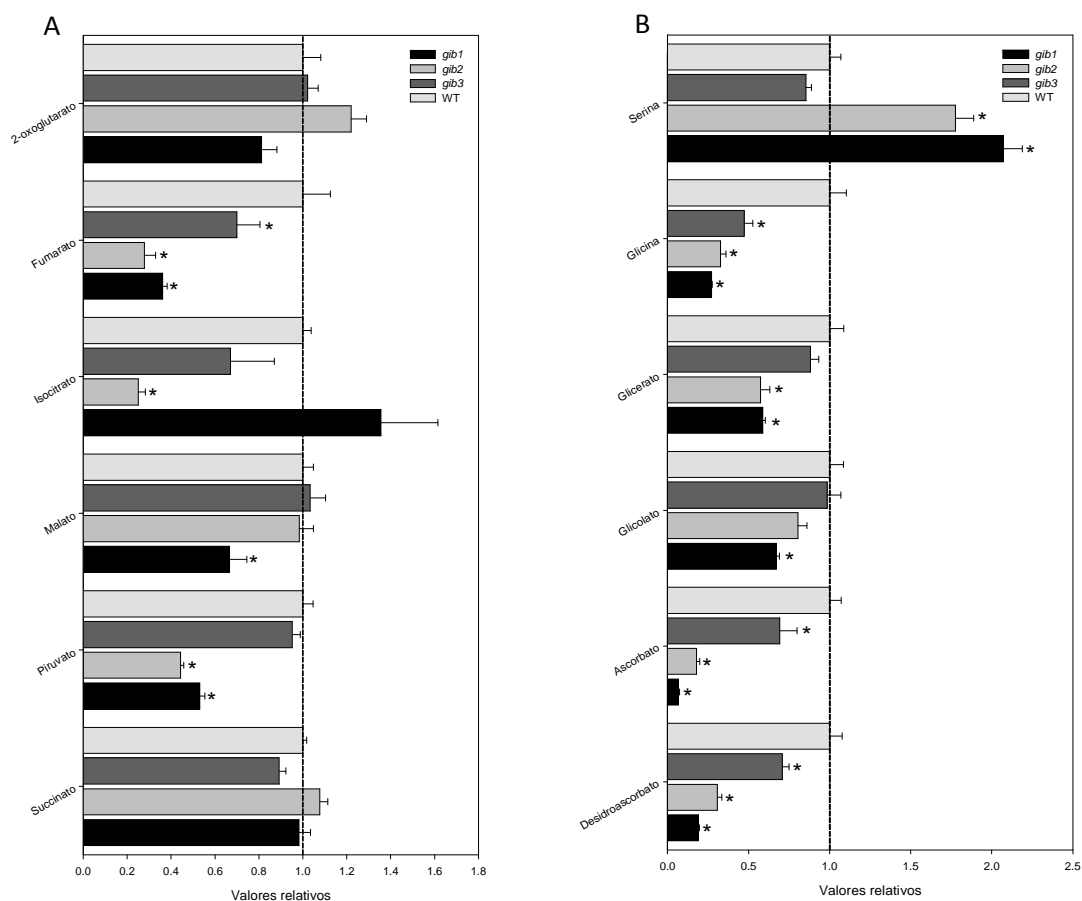 A
gib1
gib2
gib3
WT
2-oxoglutarato
Fumarato
*
*
*
Isocitrato
*
Malato
*
Piruvato
*
*
Succinato
0.0 0.2 0.4 0.6 0.8 1.0 1.2 1.4 1.6 1.8
Valores relativos
B
gib1
gib2
gib3
WT
Serina
*
*
Glicina
*
*
*
Glicerato
*
*
Glicolato
*
Ascorbato
*
*
*
Desidroascorbato
*
*
*
0.0 0.5 1.0 1.5 2.0 2.5
Valores relativos